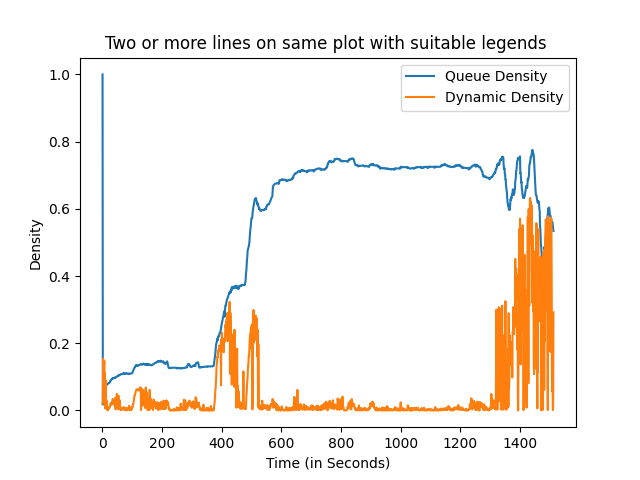 Two or more lines on same plot with suitable legends
Queue Density
Dynamic Density
1.0
0.8
0.6
0.4
0.2
0.0
Density
0 200 400 600 800 1000 1200 1400
Time (in Seconds)